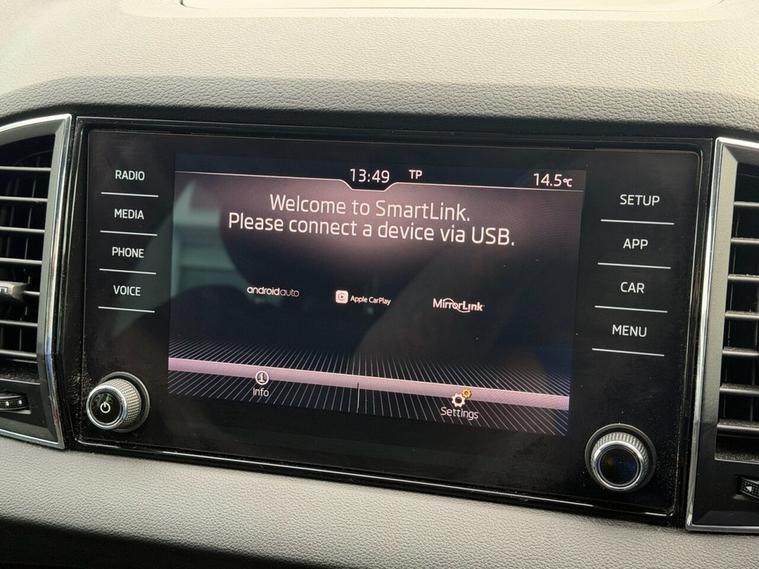 RADIO
MEDIA
PHONE
VOICE
13:49 TP 14.5°C
Welcome to SmartLink.
Please connect a device via USB.
androidauto
Apple CarPlay
MirrorLink
Info
Settings
SETUP
APP
CAR
MENU